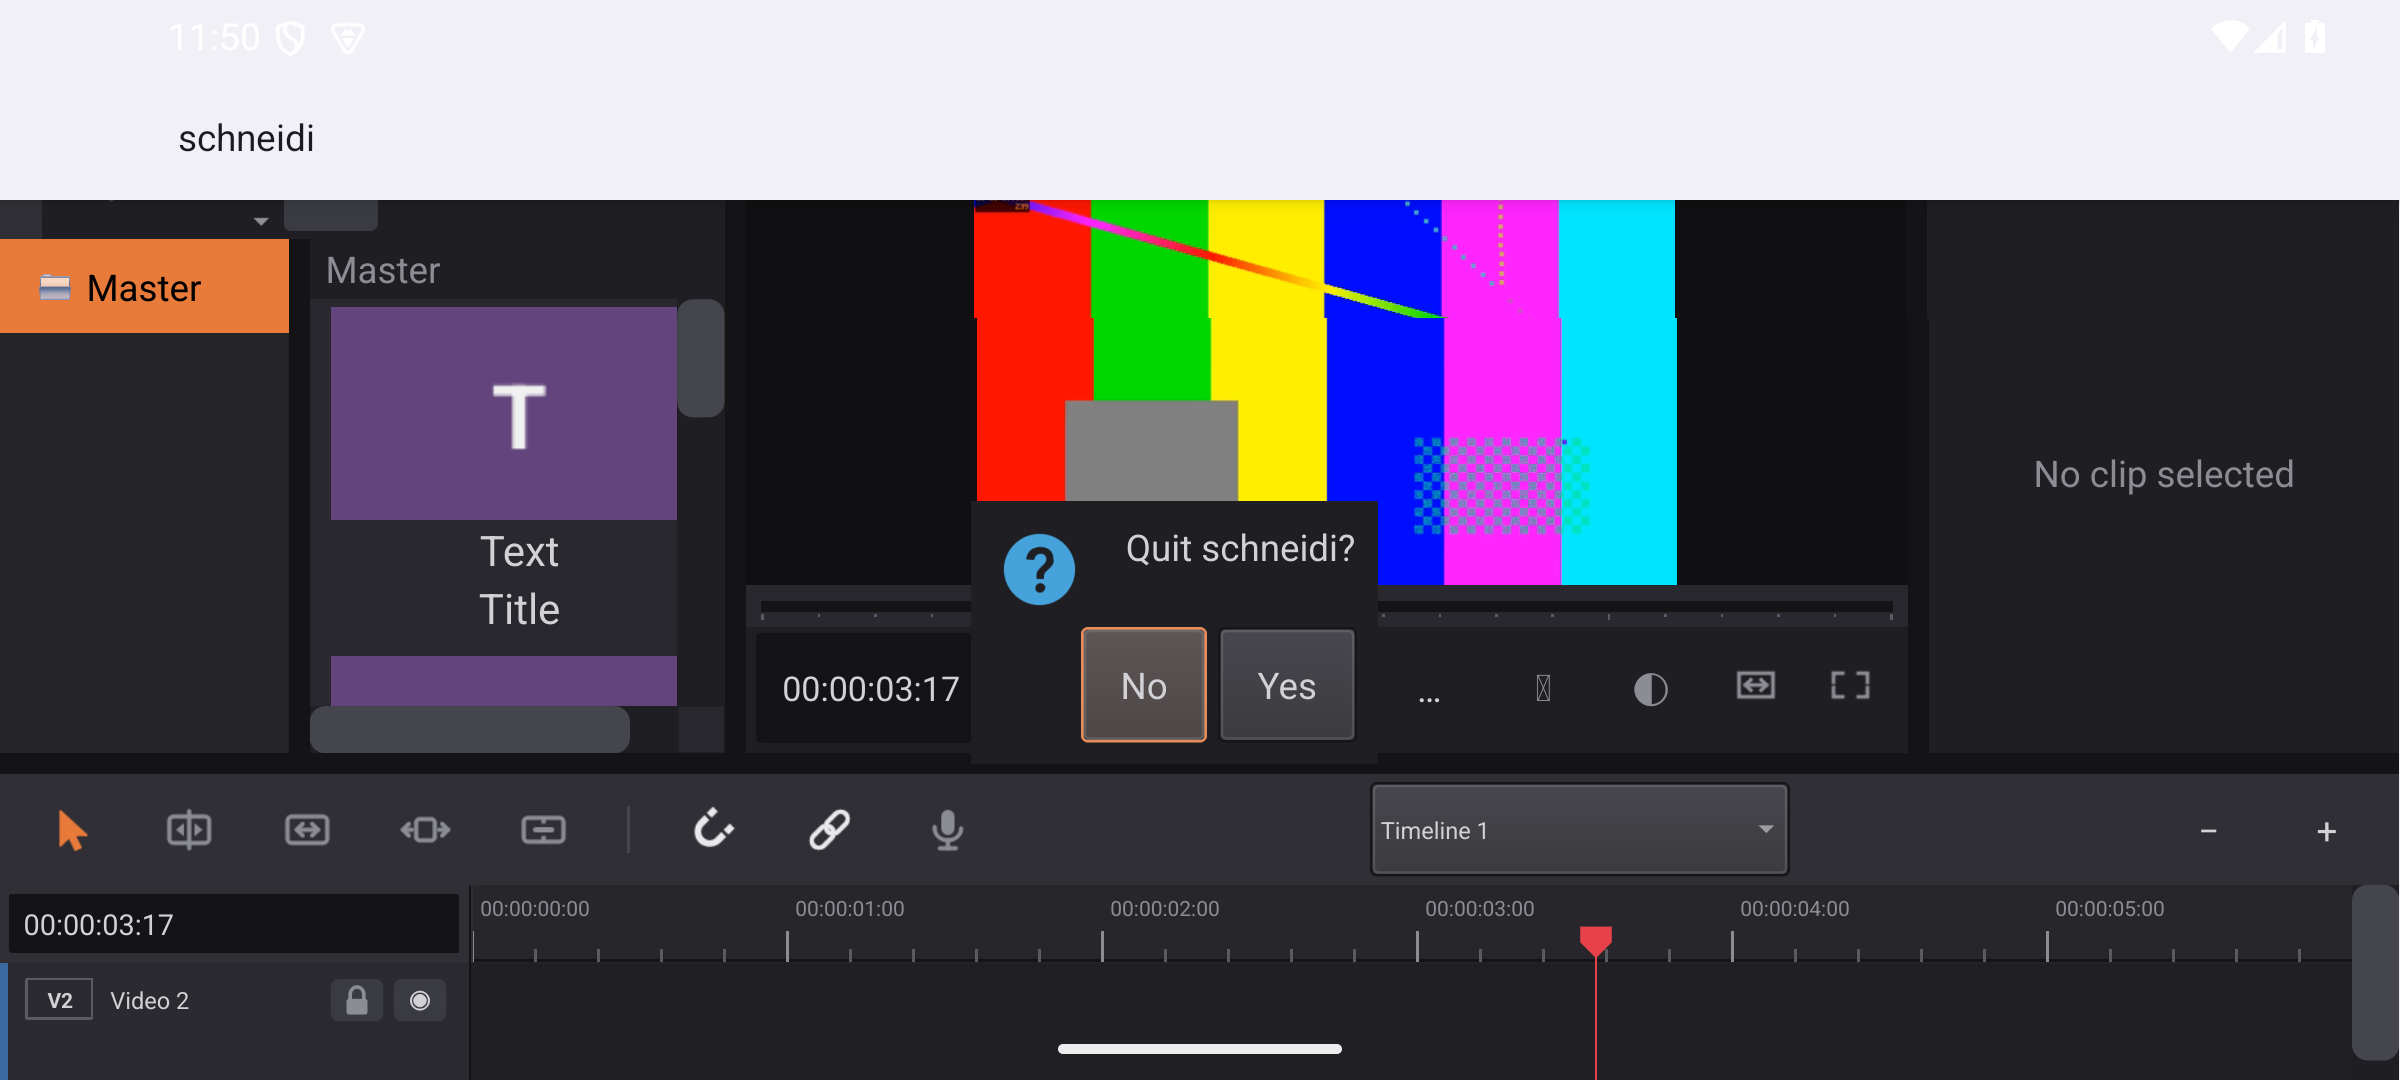 11:50
schneidi
Master
Master
T
Text
Title
No clip selected
Quit schneidi?
No
Yes
00:00:03:17
...
Timeline 1
−
+
00:00:03:17
00:00:00:00
00:00:01:00
00:00:02:00
00:00:03:00
00:00:04:00
00:00:05:00
V2
Video 2